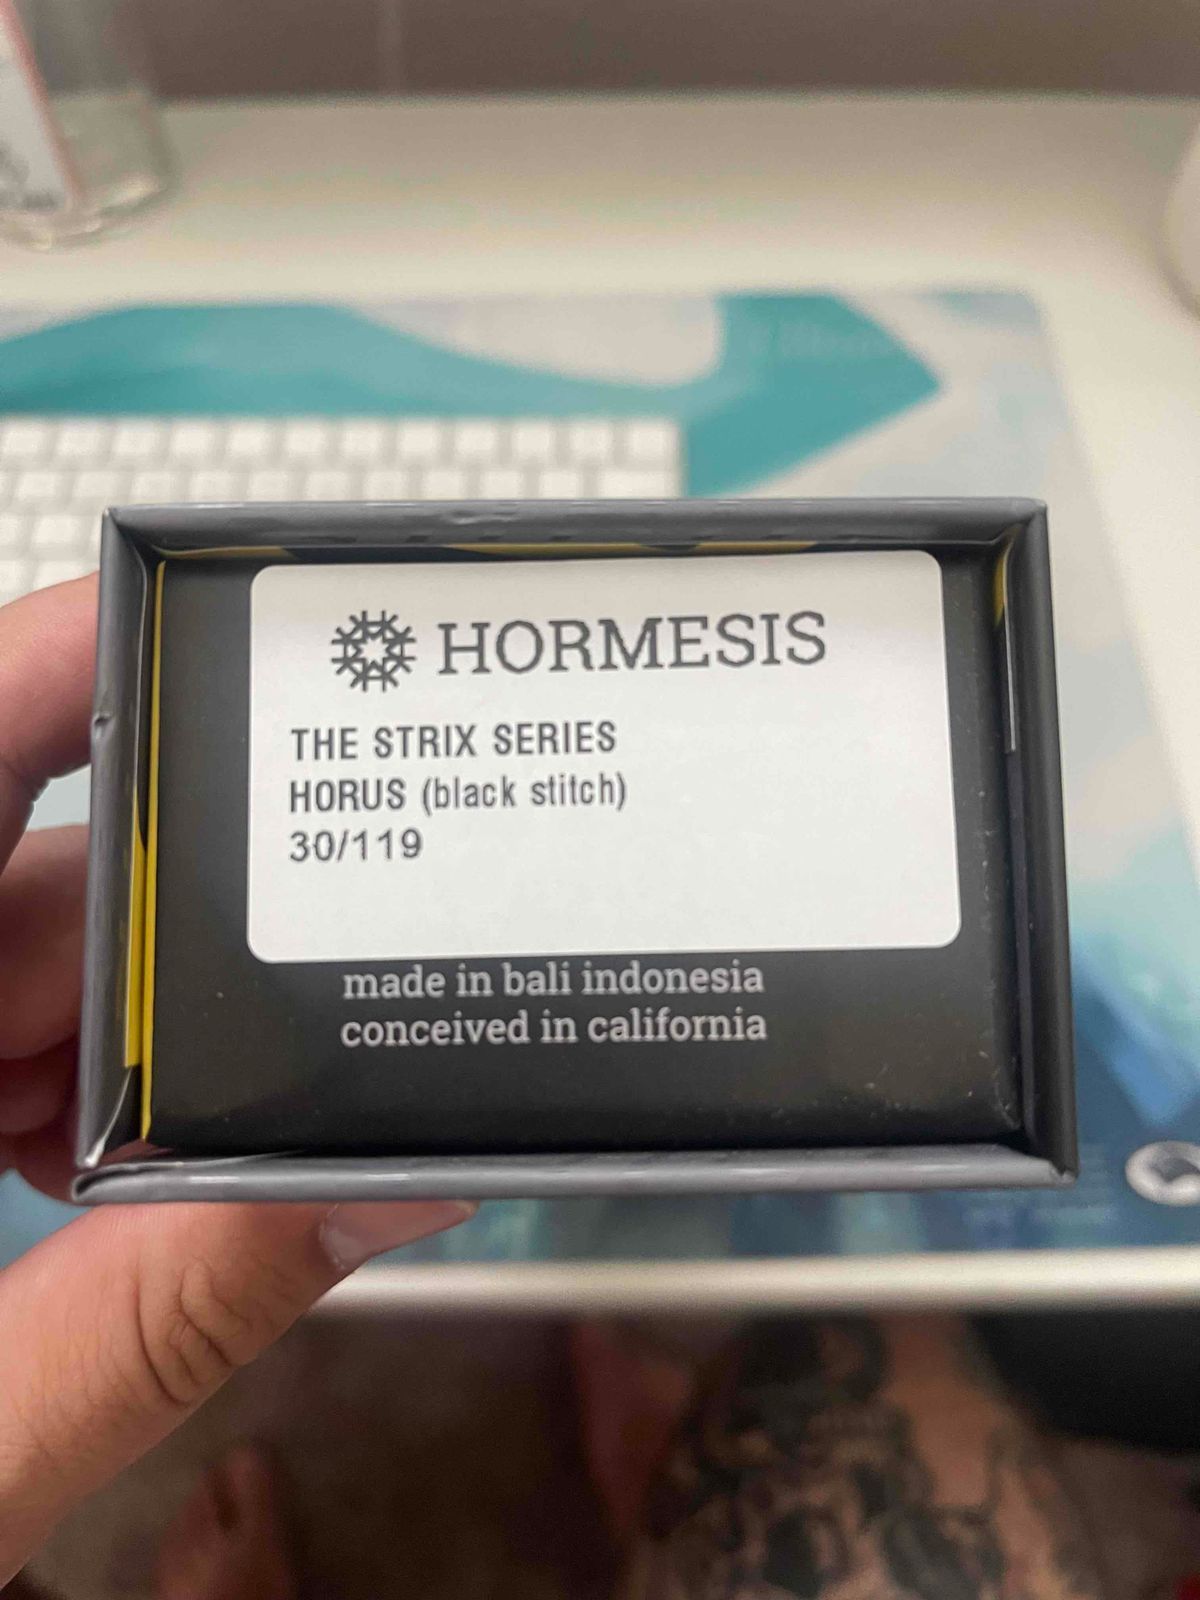 HORMESIS
THE STRIX SERIES
HORUS (black stitch)
30/119
made in bali indonesia
conceived in california